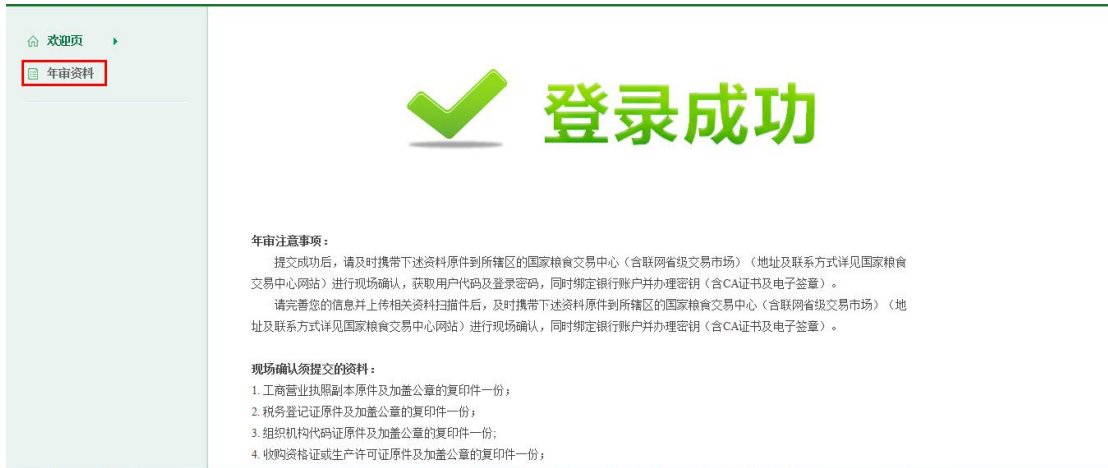 欢迎页
年审资料
登录成功
年审注意事项：
提交成功后，请及时携带下述资料原件到所辖区的国家粮食交易中心（含联网省级交易市场）（地址及联系方式详见国家粮食
交易中心网站）进行现场确认，获取用户代码及登录密码，同时绑定银行账户并办理密钥（含CA证书及电子签章）。
请完善您的信息并上传相关资料扫描件后，及时携带下述资料原件到所辖区的国家粮食交易中心（含联网省级交易市场）（地
址及联系方式详见国家粮食交易中心网站）进行现场确认，同时绑定银行账户并办理密钥（含CA证书及电子签章）。
现场确认须提交的资料：
1. 工商营业执照副本原件及加盖公章的复印件一份；
2. 税务登记证原件及加盖公章的复印件一份；
3. 组织机构代码证原件及加盖公章的复印件一份;
4. 收购资格证或生产许可证原件及加盖公章的复印件一份；